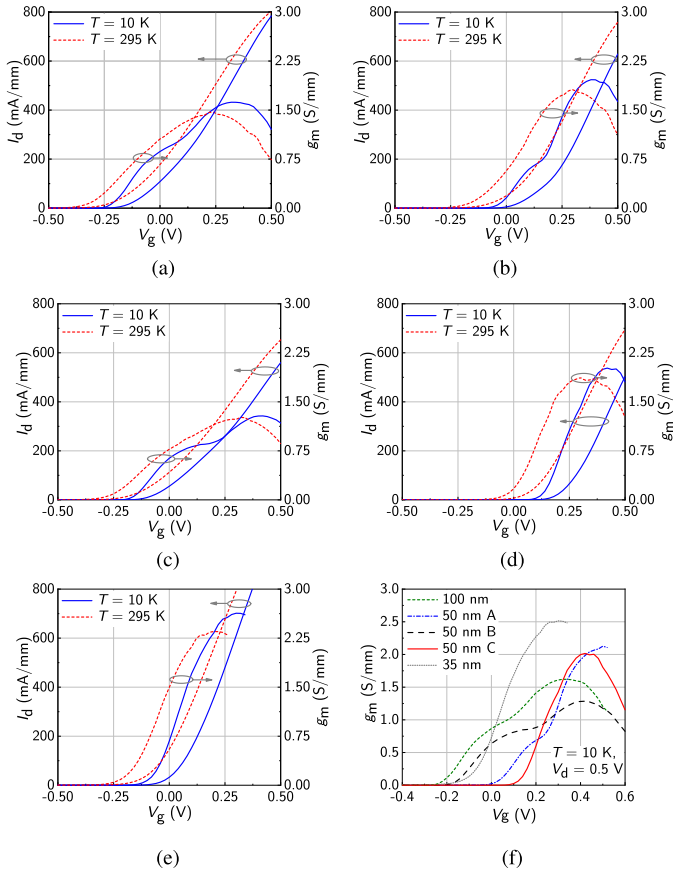 800
600
400
200
0
3.00
2.25
1.50
0.75
0.00
T = 10 K
T = 295 K
I_d (mA/mm)
g_m (S/mm)
-0.50 -0.25 0.00 0.25 0.50
V_g (V)
(a)
800
600
400
200
0
3.00
2.25
1.50
0.75
0.00
T = 10 K
T = 295 K
I_d (mA/mm)
g_m (S/mm)
-0.50 -0.25 0.00 0.25 0.50
V_g (V)
(b)
800
600
400
200
0
3.00
2.25
1.50
0.75
0.00
T = 10 K
T = 295 K
I_d (mA/mm)
g_m (S/mm)
-0.50 -0.25 0.00 0.25 0.50
V_g (V)
(c)
800
600
400
200
0
3.00
2.25
1.50
0.75
0.00
T = 10 K
T = 295 K
I_d (mA/mm)
g_m (S/mm)
-0.50 -0.25 0.00 0.25 0.50
V_g (V)
(d)
800
600
400
200
0
3.00
2.25
1.50
0.75
0.00
T = 10 K
T = 295 K
I_d (mA/mm)
g_m (S/mm)
-0.50 -0.25 0.00 0.25 0.50
V_g (V)
(e)
3.0
2.5
2.0
1.5
1.0
0.5
0.0
100 nm
50 nm A
50 nm B
50 nm C
35 nm
g_m (S/mm)
T = 10 K,
V_d = 0.5 V
-0.4 -0.2 0.0 0.2 0.4 0.6
V_g (V)
(f)